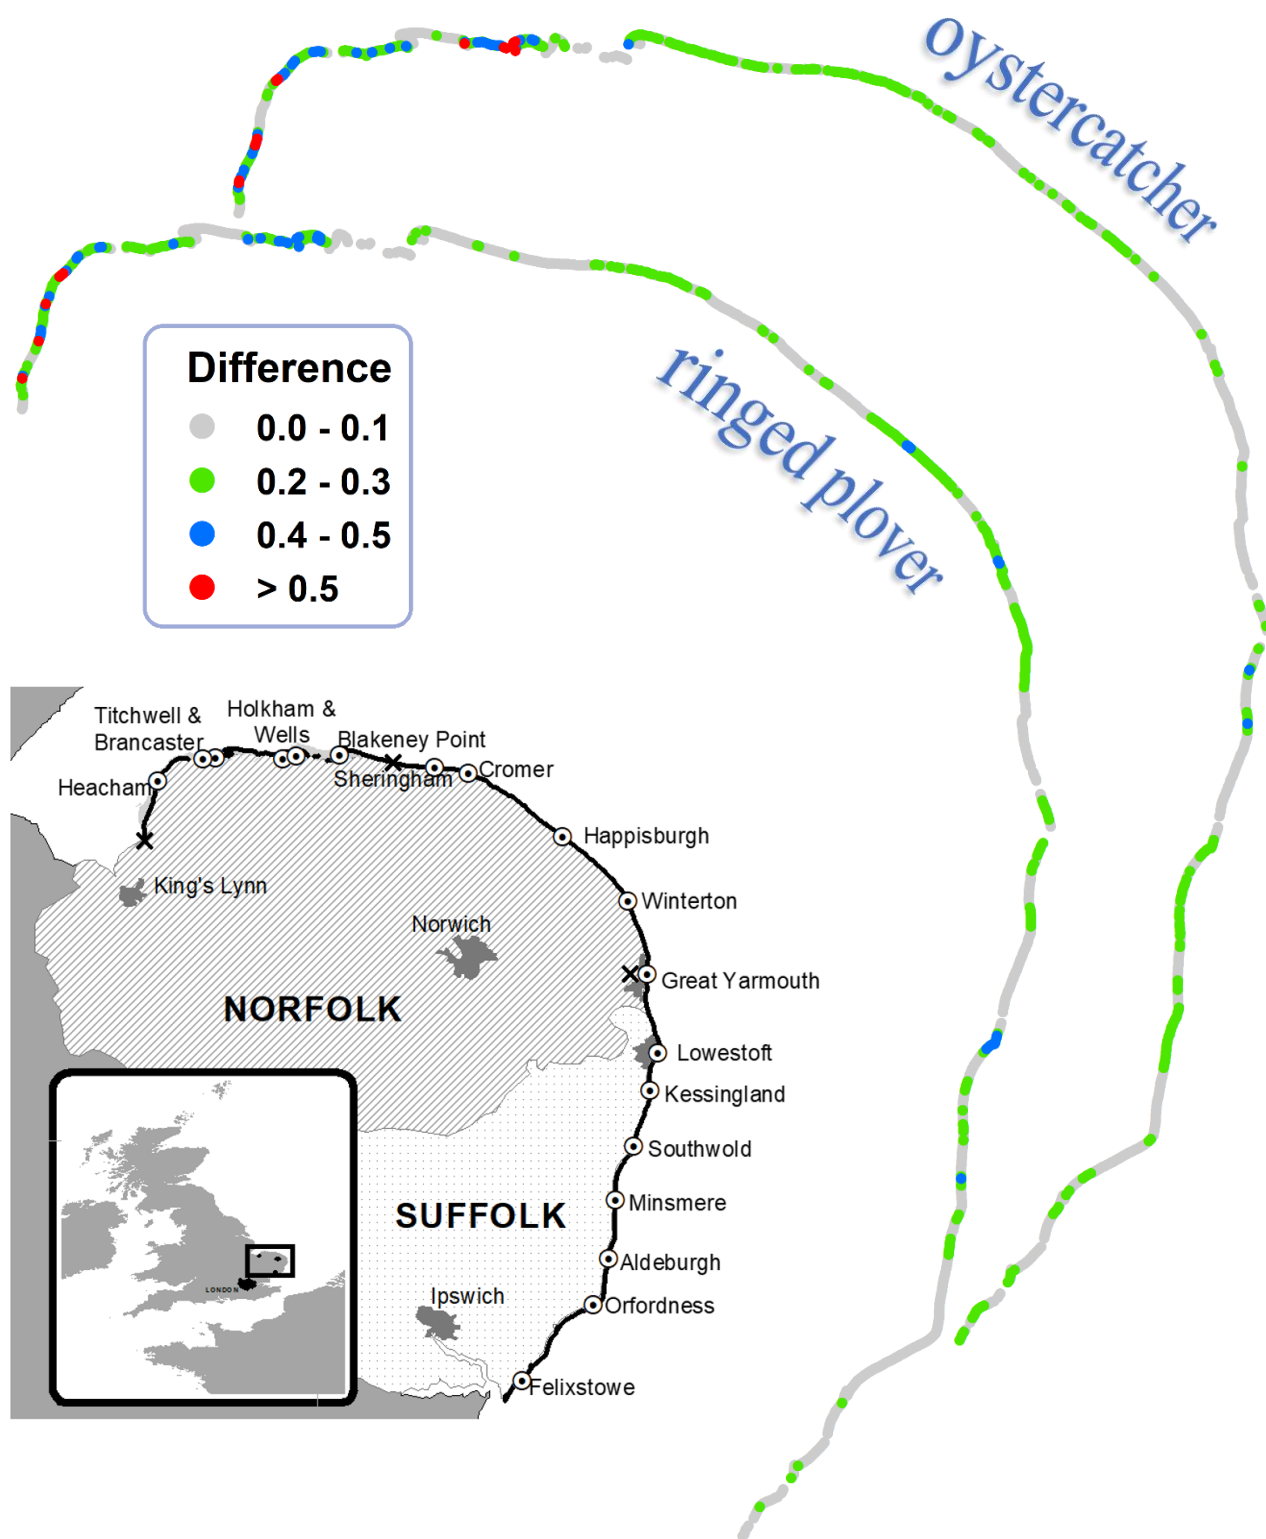 oystercatcher
ringed plover
Difference
0.0 - 0.1
0.2 - 0.3
0.4 - 0.5
> 0.5
Titchwell &
Brancaster
Holkham &
Wells
Blakeney Point
Sheringham
Cromer
Heacham
Happisburgh
King's Lynn
Winterton
Norwich
Great Yarmouth
NORFOLK
Lowestoft
Kessingland
Southwold
Minsmere
SUFFOLK
Aldeburgh
LONDON
Ipswich
Orfordness
Felixstowe